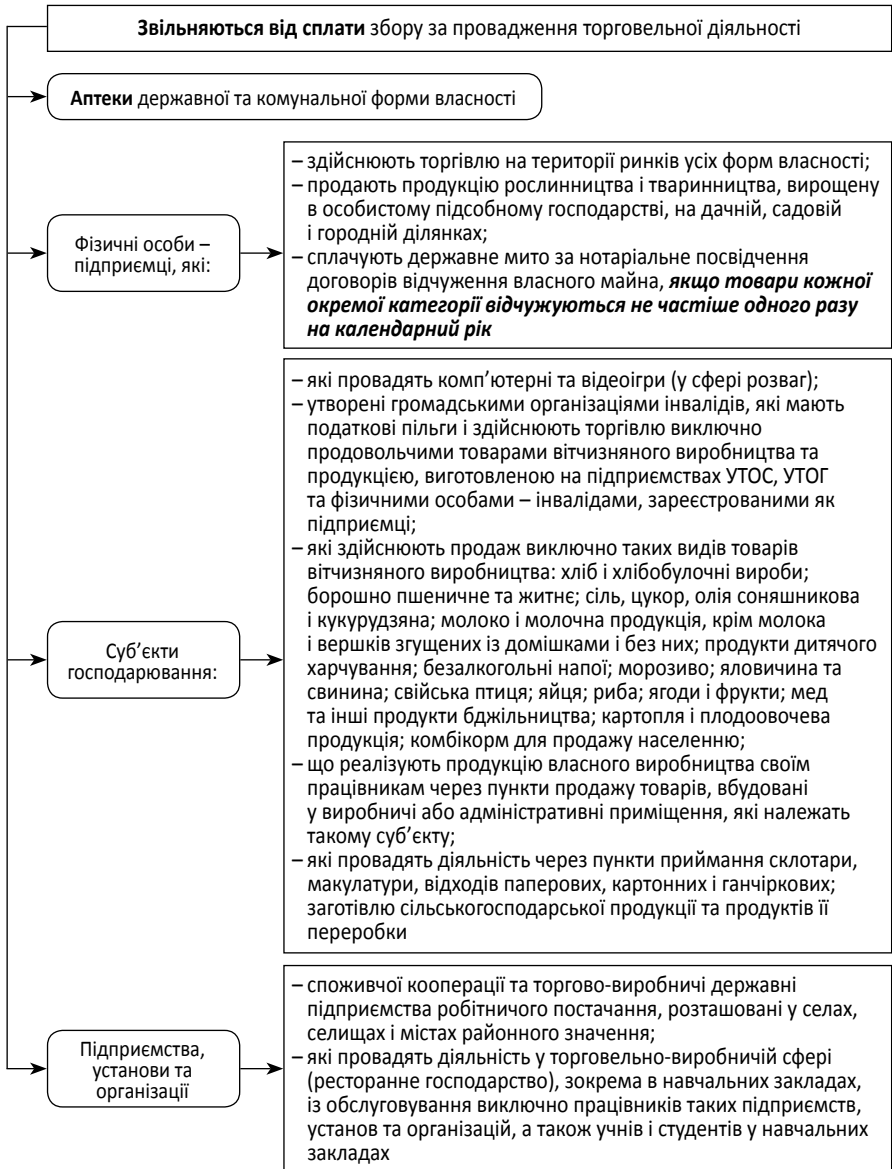 Звільняються від сплати збору за провадження торговельної діяльності
Аптеки державної та комунальної форми власності
Фізичні особи –
підприємці, які:
– здійснюють торгівлю на території ринків усіх форм власності;
– продають продукцію рослинництва і тваринництва, вирощену
в особистому підсобному господарстві, на дачній, садовій
і городній ділянках;
– сплачують державне мито за нотаріальне посвідчення
договорів відчуження власного майна, якщо товари кожної
окремої категорії відчужуються не частіше одного разу
на календарний рік
Суб’єкти
господарювання:
– які провадять комп’ютерні та відеоігри (у сфері розваг);
– утворені громадськими організаціями інвалідів, які мають
податкові пільги і здійснюють торгівлю виключно
продовольчими товарами вітчизняного виробництва та
продукцією, виготовленою на підприємствах УТОС, УТОГ
та фізичними особами – інвалідами, зареєстрованими як
підприємці;
– які здійснюють продаж виключно таких видів товарів
вітчизняного виробництва: хліб і хлібобулочні вироби;
борошно пшеничне та житнє; сіль, цукор, олія соняшникова
і кукурудзяна; молоко і молочна продукція, крім молока
і вершків згущених із домішками і без них; продукти дитячого
харчування; безалкогольні напої; морозиво; яловичина та
свинина; свійська птиця; яйця; риба; ягоди і фрукти; мед
та інші продукти бджільництва; картопля і плодоовочева
продукція; комбікорм для продажу населенню;
– що реалізують продукцію власного виробництва своїм
працівникам через пункти продажу товарів, вбудовані
у виробничі або адміністративні приміщення, які належать
такому суб’єкту;
– які провадять діяльність через пункти приймання склотари,
макулатури, відходів паперових, картонних і ганчіркових;
заготівлю сільськогосподарської продукції та продуктів її
переробки
Підприємства,
установи та
організації
– споживчої кооперації та торгово-виробничі державні
підприємства робітничого постачання, розташовані у селах,
селищах і містах районного значення;
– які провадять діяльність у торговельно-виробничій сфері
(ресторанне господарство), зокрема в навчальних закладах,
із обслуговування виключно працівників таких підприємств,
установ та організацій, а також учнів і студентів у навчальних
закладах